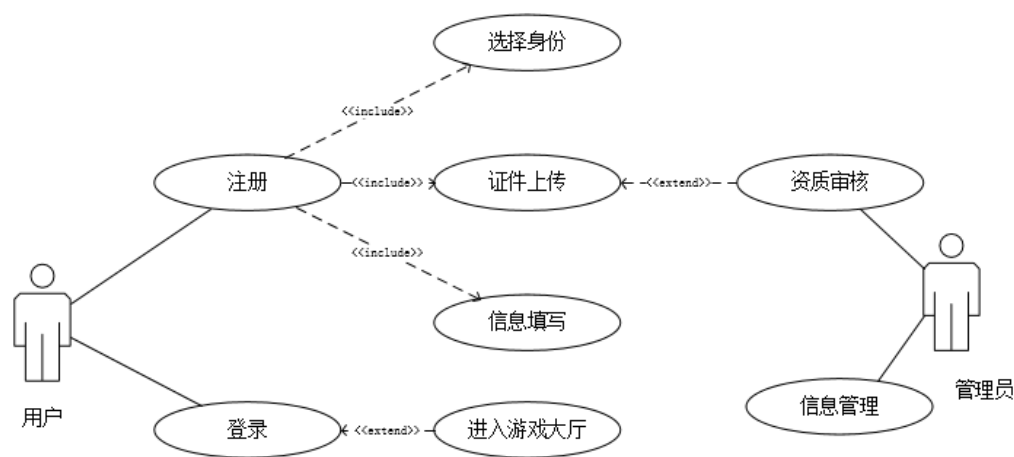 选择身份
<<include>>
注册
<<include>>
证件上传
<<extend>>
资质审核
<<include>>
信息填写
用户
管理员
信息管理
登录
<<extend>>
进入游戏大厅